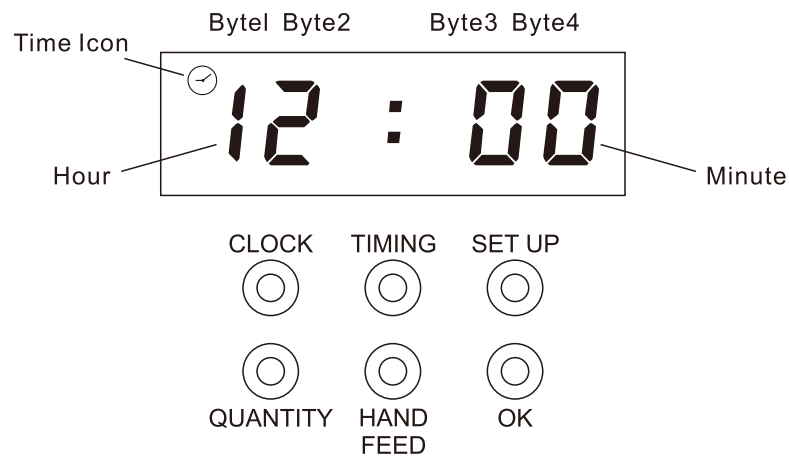 Bytel Byte2 Byte3 Byte4
Time Icon
12 : 00
Hour
Minute
CLOCK TIMING SET UP
QUANTITY HAND FEED OK